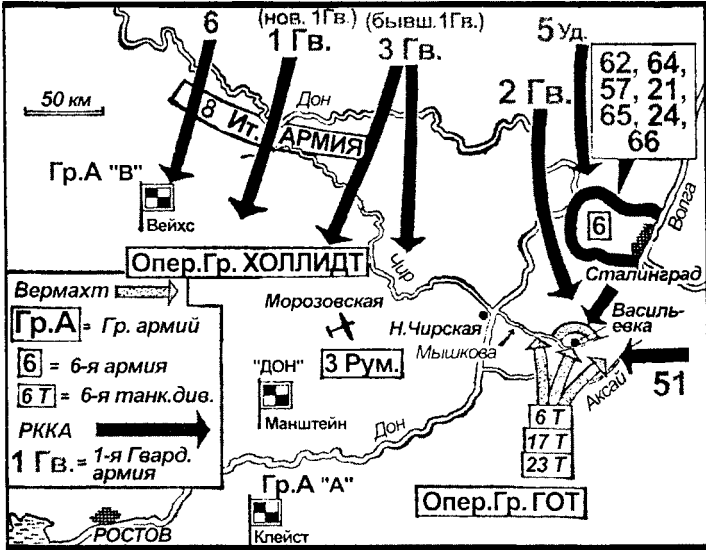 6
(нов. 1Гв.)
1 Гв.
(бывш. 1Гв.)
3 Гв.
5 Уд.
62, 64,
57, 21,
65, 24,
66
2 Гв.
50 км
Дон
8 Ит. АРМИЯ
Гр.А "В"
Вейхс
Волга
6
Сталинград
Опер.Гр. ХОЛЛИДТ
Чир
Вермахт
Гр.А = Гр. армий
6 = 6-я армия
6 Т = 6-я танк.див.
РККА
1 Гв. = 1-я Гвард.
армия
Морозовская
Н.Чирская
Василь-
евка
Мышкова
3 Рум.
"ДОН"
Манштейн
51
Аксай
6 Т
17 Т
23 Т
Дон
Гр.А "А"
Клейст
Опер.Гр. ГОТ
РОСТОВ